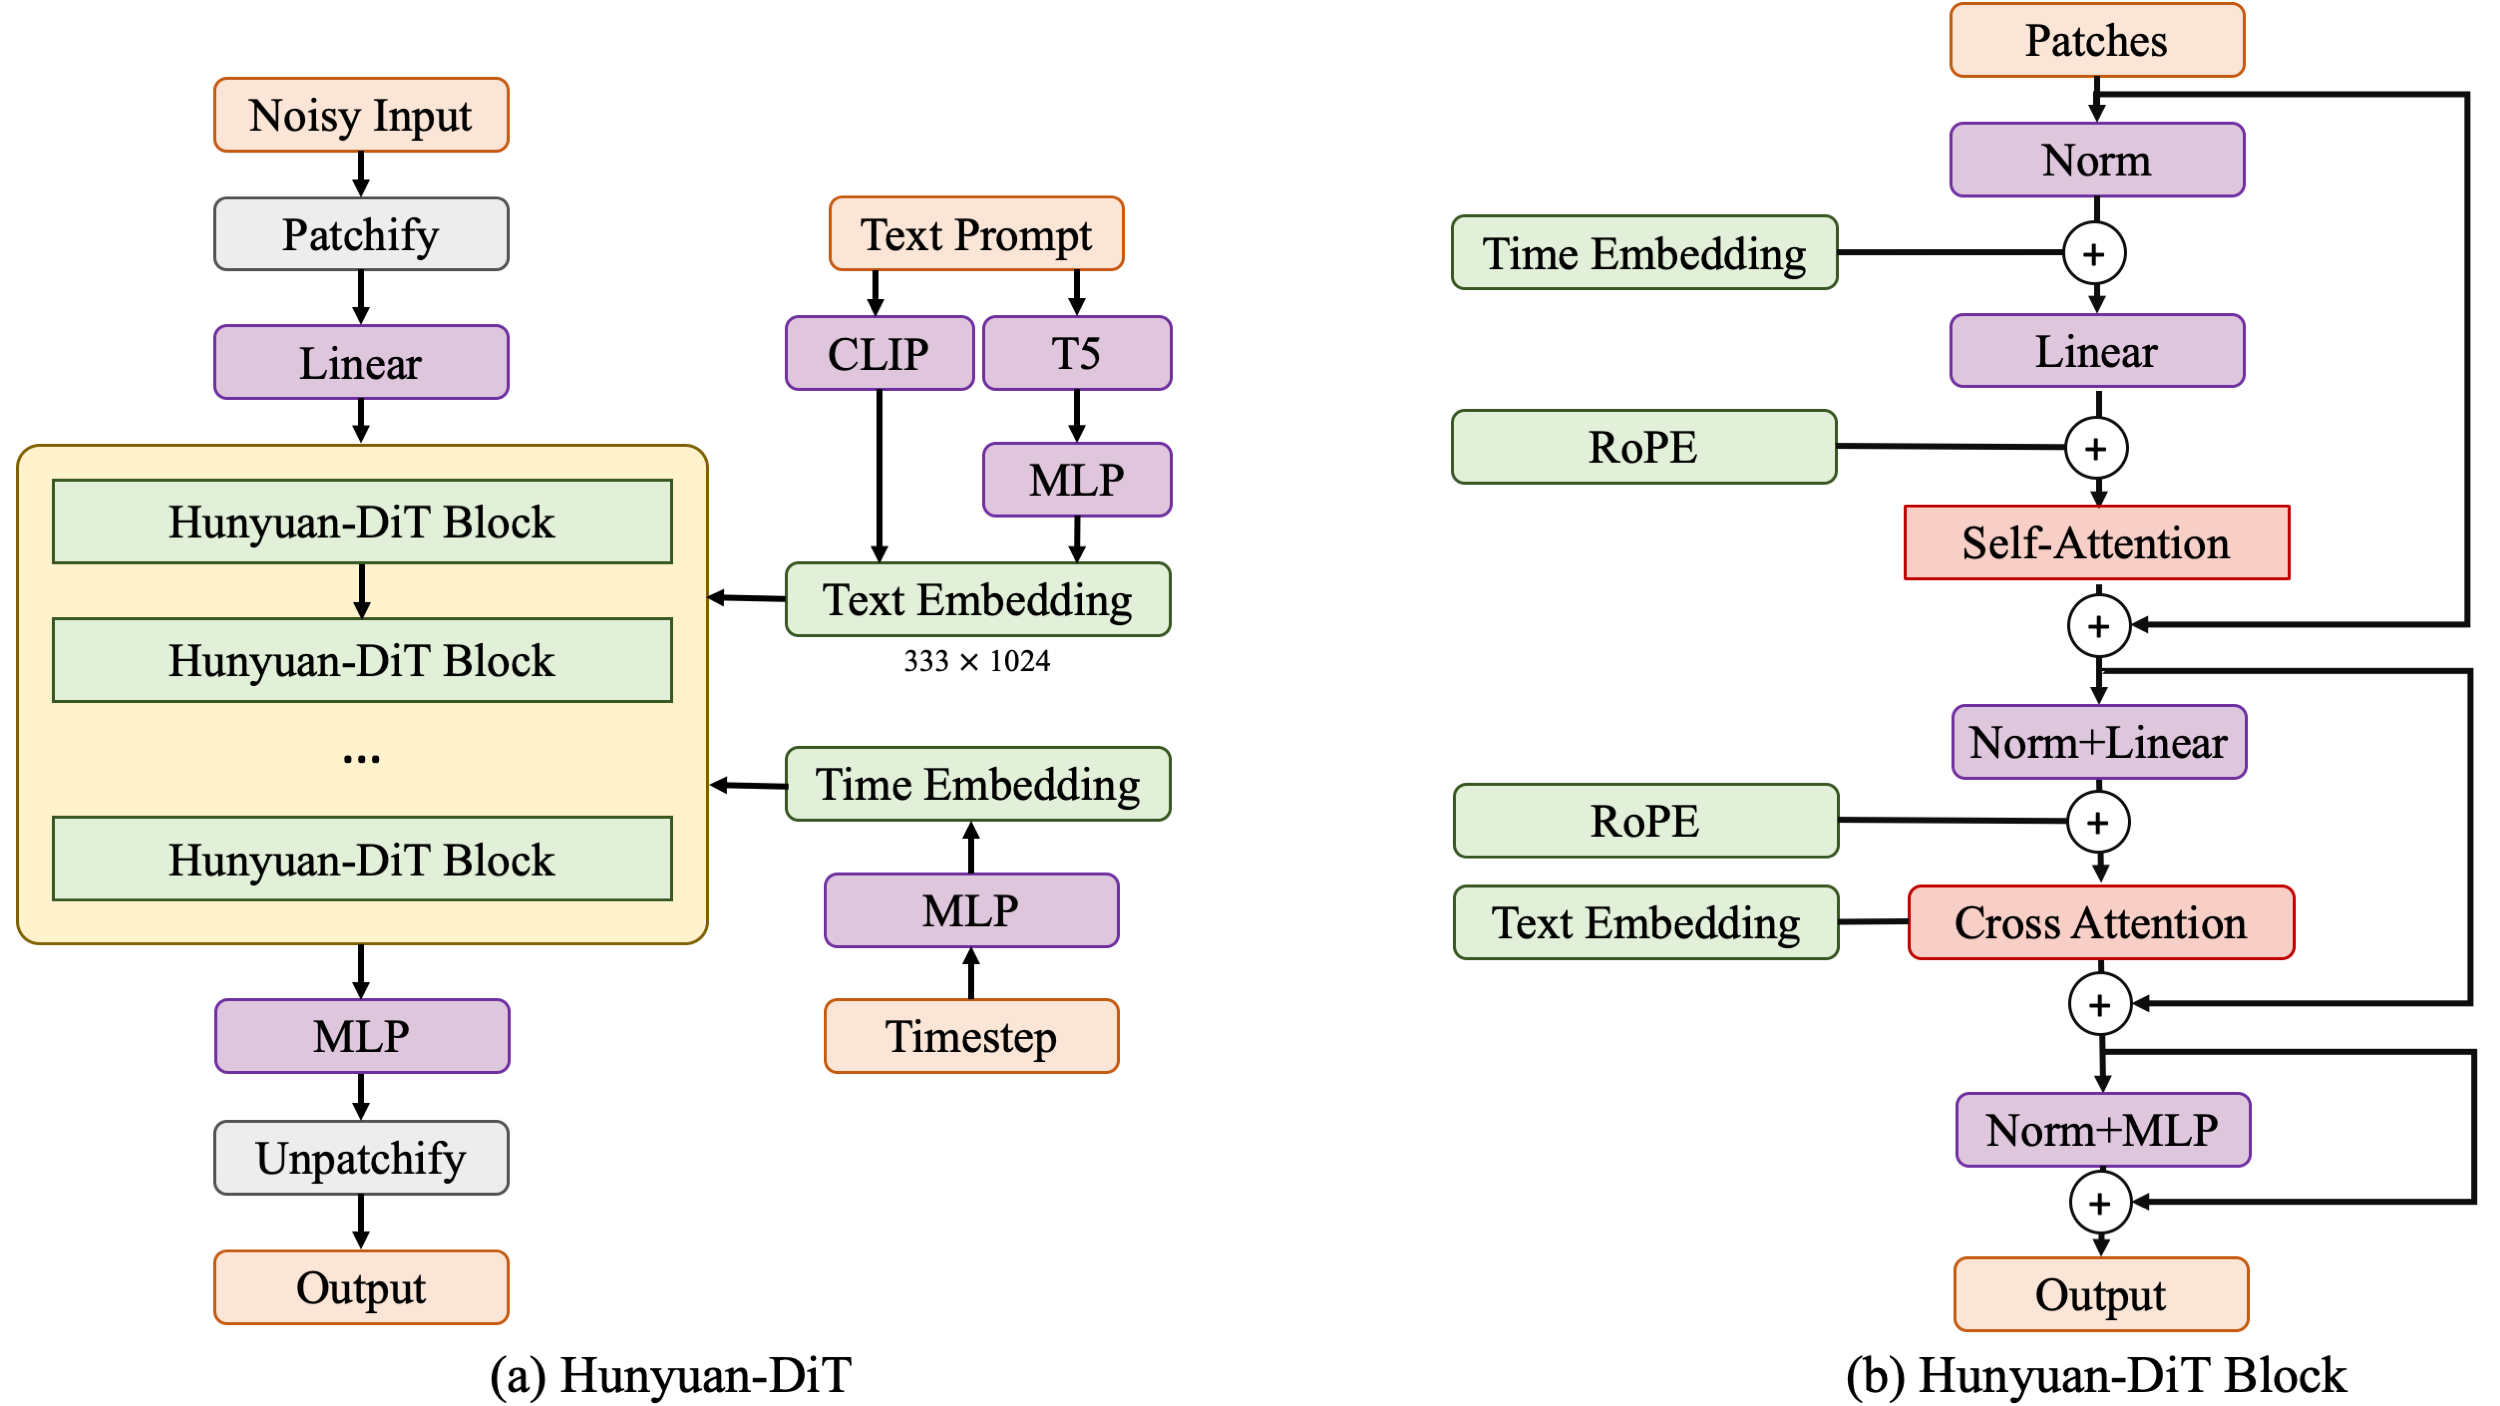 Noisy Input
Patchify
Linear
Hunyuan-DiT Block
Hunyuan-DiT Block
...
Hunyuan-DiT Block
MLP
Unpatchify
Output
Text Prompt
CLIP
T5
MLP
Text Embedding
333 × 1024
Time Embedding
MLP
Timestep
(a) Hunyuan-DiT
Patches
Norm
Time Embedding
+
Linear
RoPE
+
Self-Attention
+
Norm+Linear
RoPE
+
Text Embedding
Cross Attention
+
Norm+MLP
+
Output
(b) Hunyuan-DiT Block